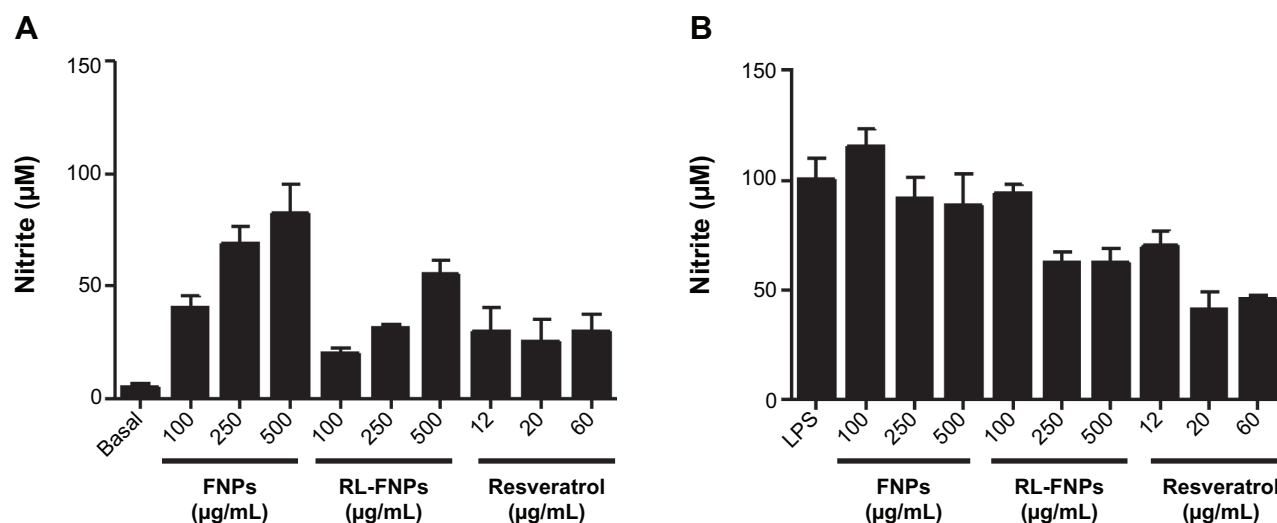 A
Nitrite (µM)
150
100
50
0
Basal
100
250
500
100
250
500
12
20
60
FNPs
(µg/mL)
RL-FNPs
(µg/mL)
Resveratrol
(µg/mL)
B
Nitrite (µM)
150
100
50
0
LPS
100
250
500
100
250
500
12
20
60
FNPs
(µg/mL)
RL-FNPs
(µg/mL)
Resveratrol
(µg/mL)